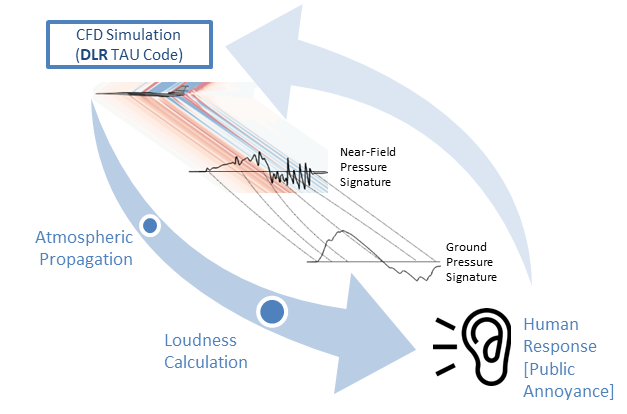 CFD Simulation
(DLR TAU Code)
Near-Field
Pressure
Signature
Ground
Pressure
Signature
Atmospheric
Propagation
Loudness
Calculation
Human
Response
[Public
Annoyance]